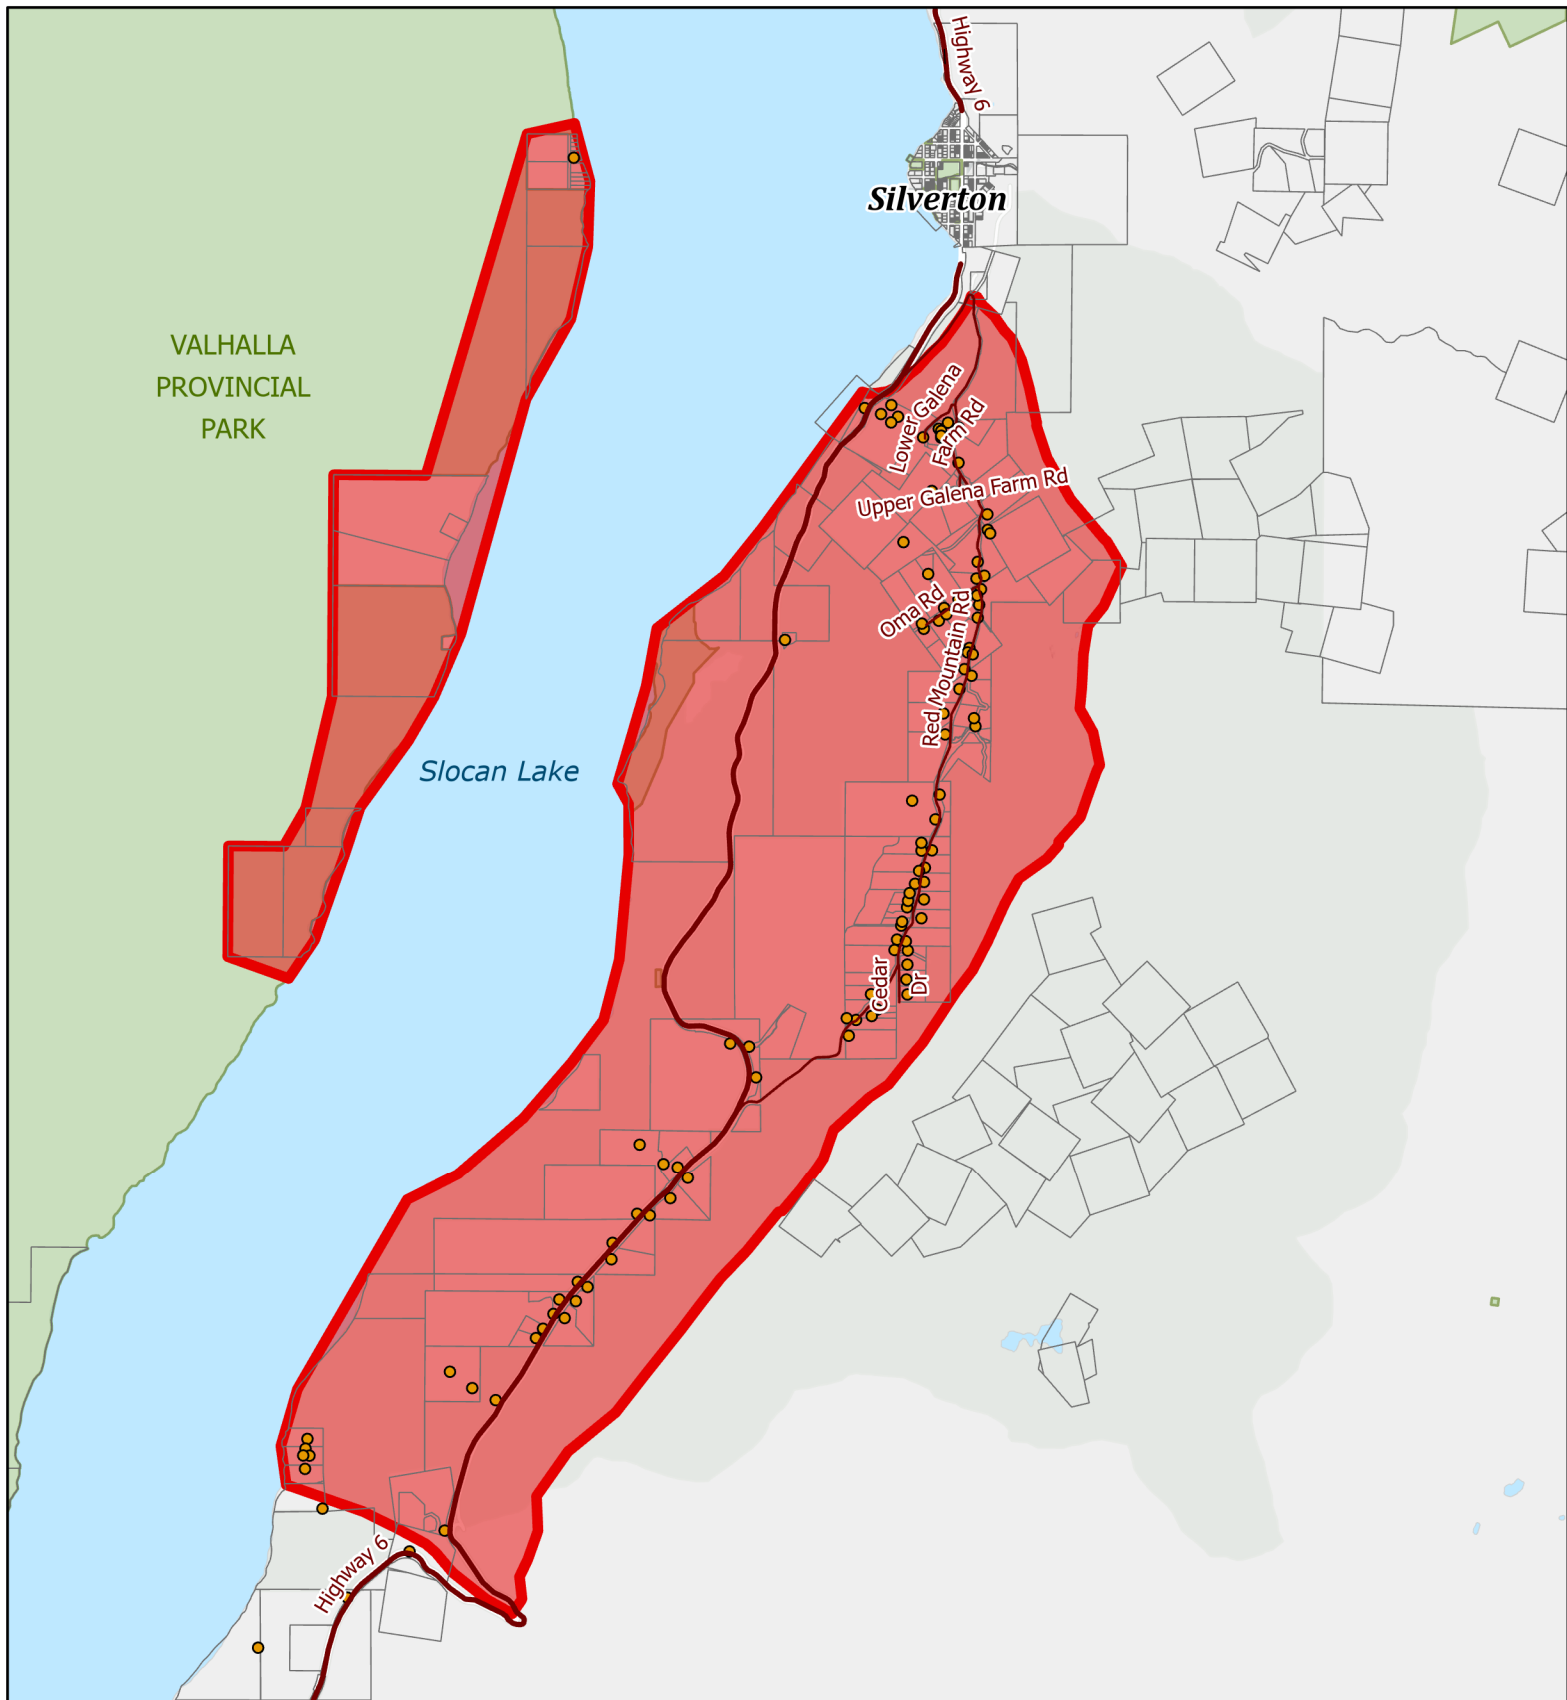 Highway 6
Silverton
VALHALLA
PROVINCIAL
PARK
Lower Galena
Farm Rd
Upper Galena Farm Rd
Oma Rd
Red Mountain Rd
Slocan Lake
Cedar
Dr
Highway 6